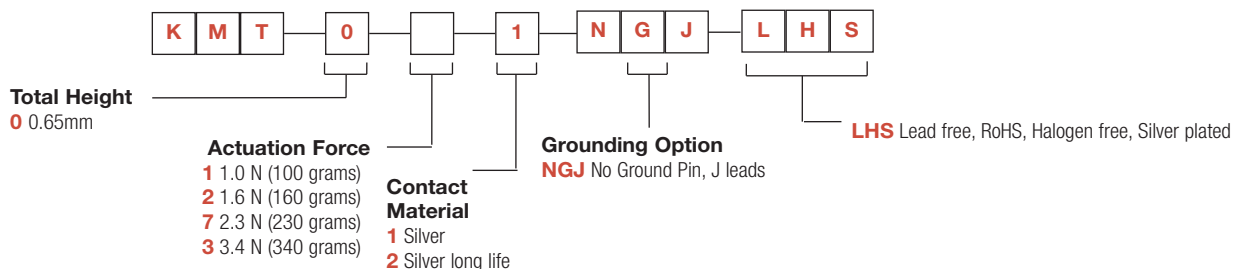 K M T 0 1 N G J L H S
Total Height
0 0.65mm
Actuation Force
1 1.0 N (100 grams)
2 1.6 N (160 grams)
7 2.3 N (230 grams)
3 3.4 N (340 grams)
Contact
Material
1 Silver
2 Silver long life
Grounding Option
NGJ No Ground Pin, J leads
LHS Lead free, RoHS, Halogen free, Silver plated